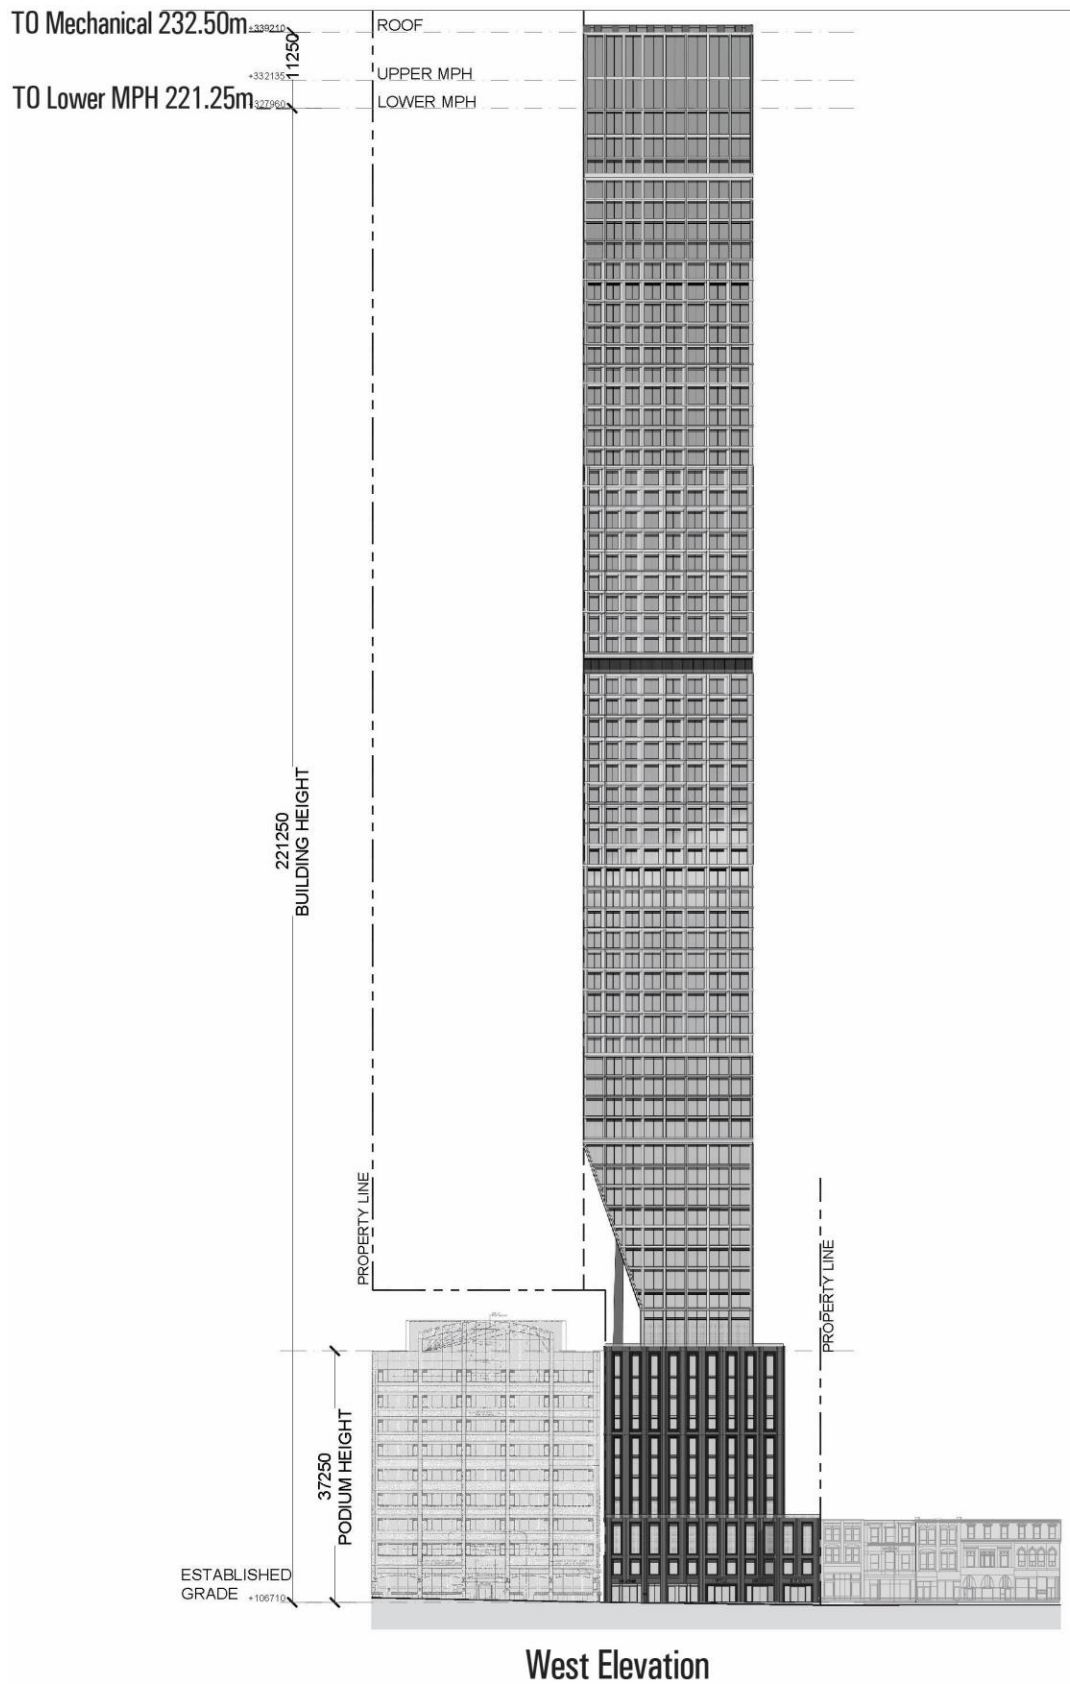 TO Mechanical 232.50m
+339210
ROOF
11250
+332135
UPPER MPH
TO Lower MPH 221.25m
+327960
LOWER MPH
221250
BUILDING HEIGHT
PROPERTY LINE
PROPERTY LINE
37250
PODIUM HEIGHT
ESTABLISHED
GRADE +106710
West Elevation